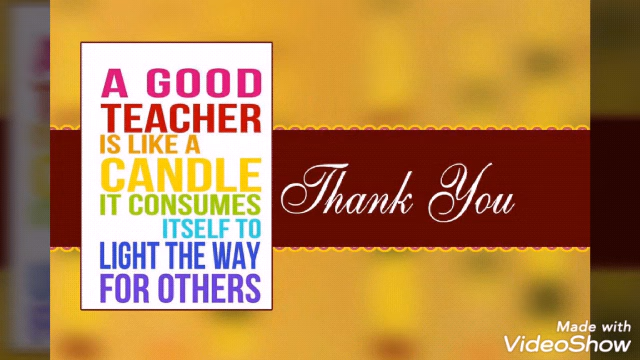 A GOOD
TEACHER
IS LIKE A
CANDLE
IT CONSUMES
ITSELF TO
LIGHT THE WAY
FOR OTHERS
Thank You
Made with
VideoShow